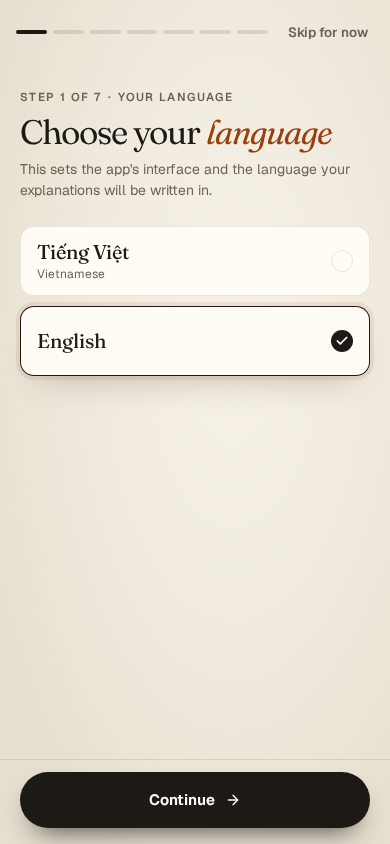 Skip for now
STEP 1 OF 7 · YOUR LANGUAGE
Choose your language
This sets the app's interface and the language your
explanations will be written in.
Tiếng Việt
Vietnamese
English
Continue →